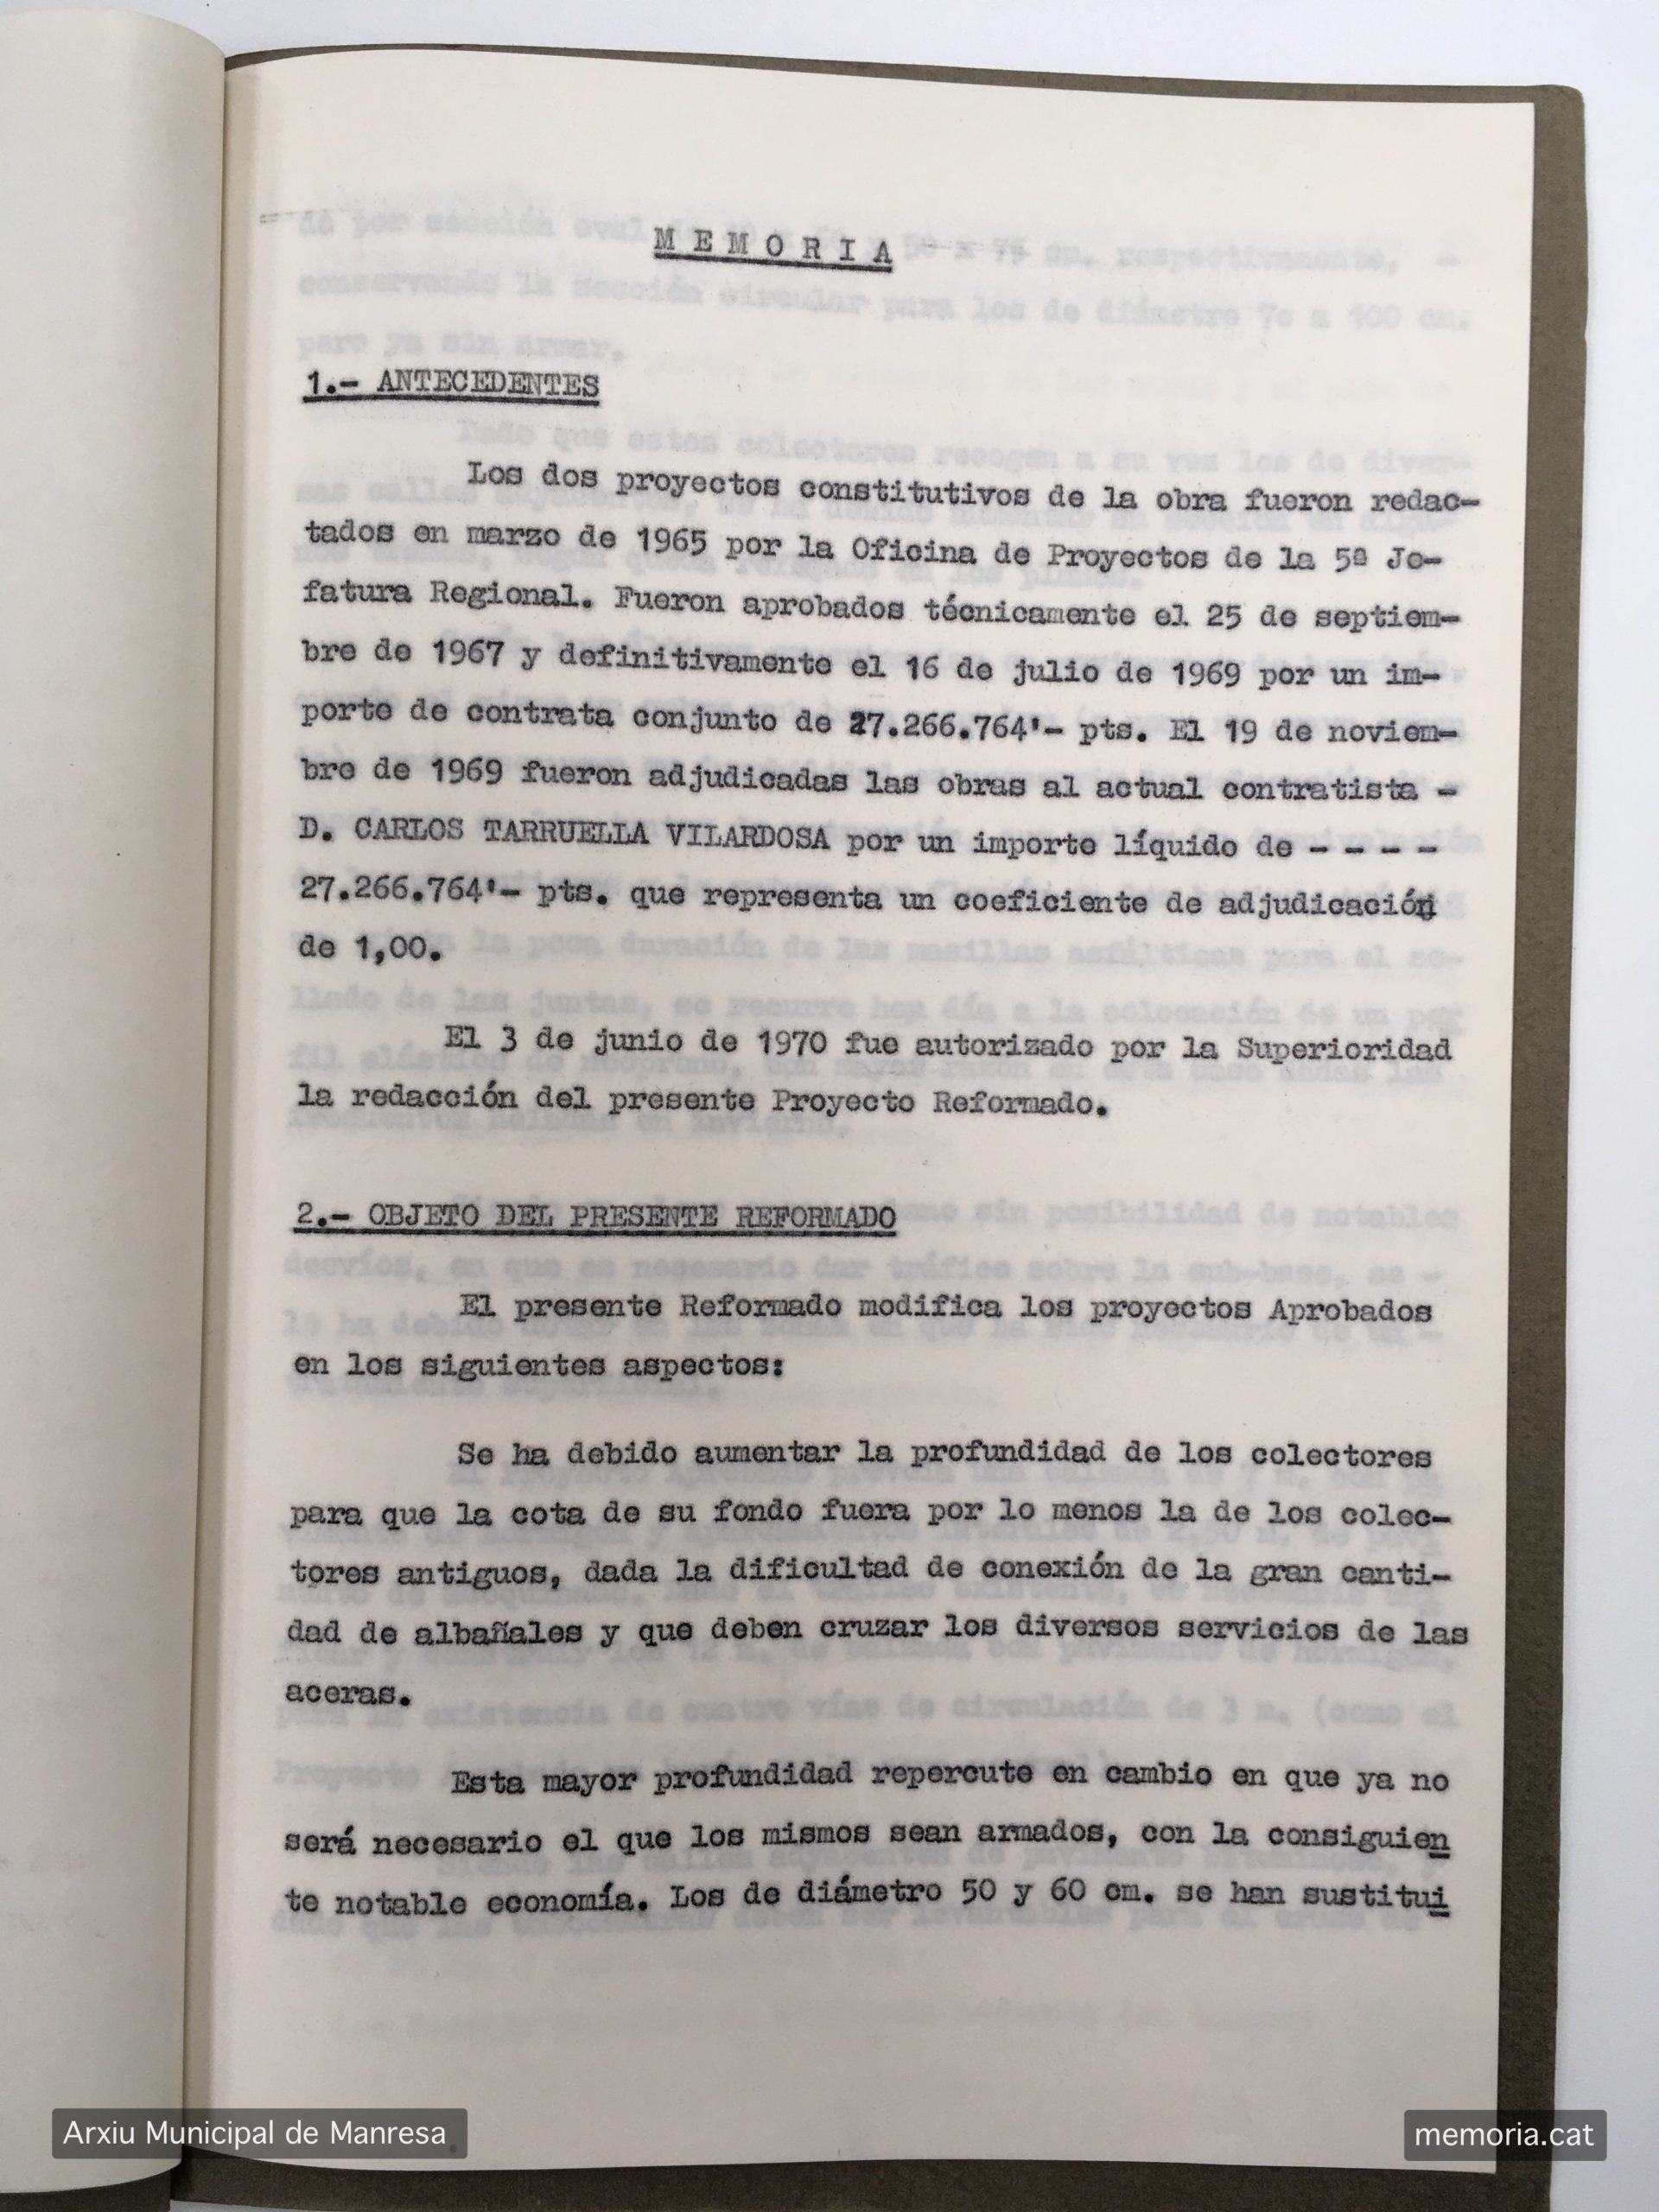 M E M O R I A
1.- ANTECEDENTES
Los dos proyectos constitutivos de la obra fueron redac-
tados en marzo de 1965 por la Oficina de Proyectos de la 5ª Je-
fatura Regional. Fueron aprobados técnicamente el 25 de septiem-
bre de 1967 y definitivamente el 16 de julio de 1969 por un im-
porte de contrata conjunto de 27.266.764'- pts. El 19 de noviem-
bre de 1969 fueron adjudicadas las obras al actual contratista -
D. CARLOS TARRUELLA VILARDOSA por un importe líquido de - - - -
27.266.764'- pts. que representa un coeficiente de adjudicación
de 1,00.
El 3 de junio de 1970 fue autorizado por la Superioridad
la redacción del presente Proyecto Reformado.
2.- OBJETO DEL PRESENTE REFORMADO
El presente Reformado modifica los proyectos Aprobados
en los siguientes aspectos:
Se ha debido aumentar la profundidad de los colectores
para que la cota de su fondo fuera por lo menos la de los colec-
tores antiguos, dada la dificultad de conexión de la gran canti-
dad de albañales y que deben cruzar los diversos servicios de las
aceras.
Esta mayor profundidad repercute en cambio en que ya no
será necesario el que los mismos sean armados, con la consiguien
te notable economía. Los de diámetro 50 y 60 cm. se han sustitui
Arxiu Municipal de Manresa
memoria.cat